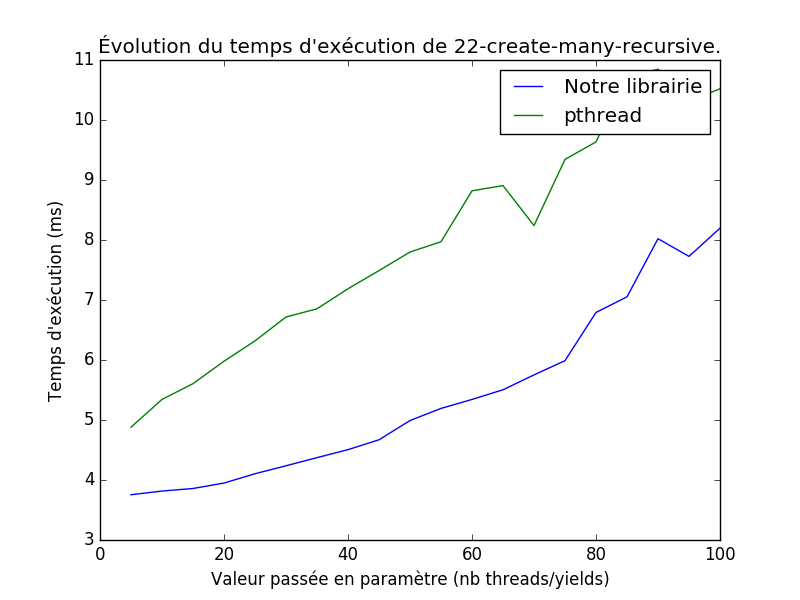 Évolution du temps d'exécution de 22-create-many-recursive.
11
10
9
8
7
6
5
4
3
Temps d'exécution (ms)
Notre librairie
pthread
0 20 40 60 80 100
Valeur passée en paramètre (nb threads/yields)